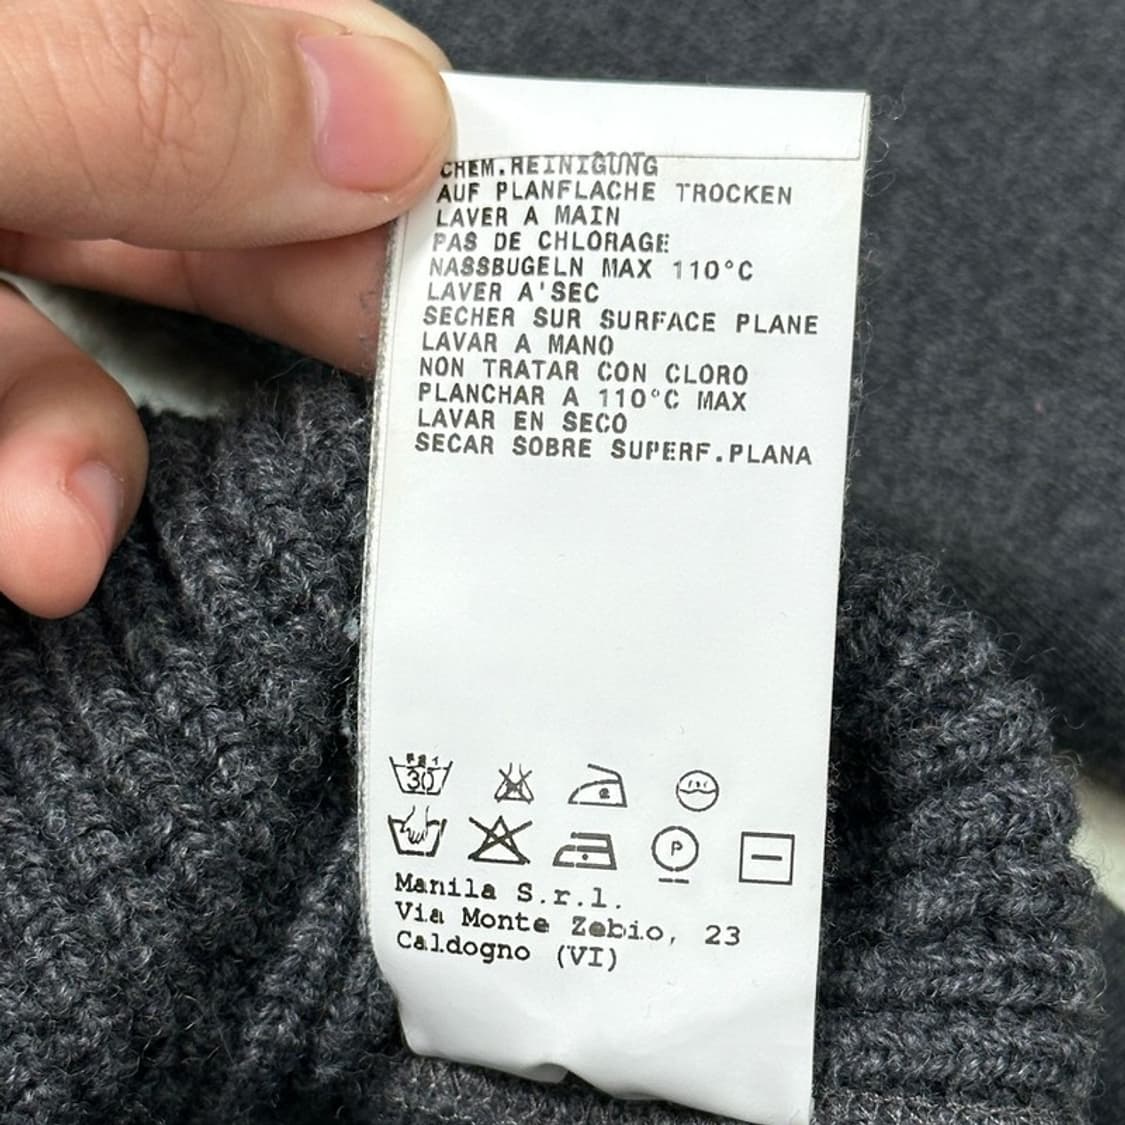 CHEM.REINIGUNG
AUF PLANFLACHE TROCKEN
LAVER A MAIN
PAS DE CHLORAGE
NASSBUGELN MAX 110°C
LAVER A'SEC
SECHER SUR SURFACE PLANE
LAVAR A MANO
NON TRATAR CON CLORO
PLANCHAR A 110°C MAX
LAVAR EN SECO
SECAR SOBRE SUPERF.PLANA
30
P
Manila S.r.l.
Via Monte Zebio, 23
Caldogno (VI)